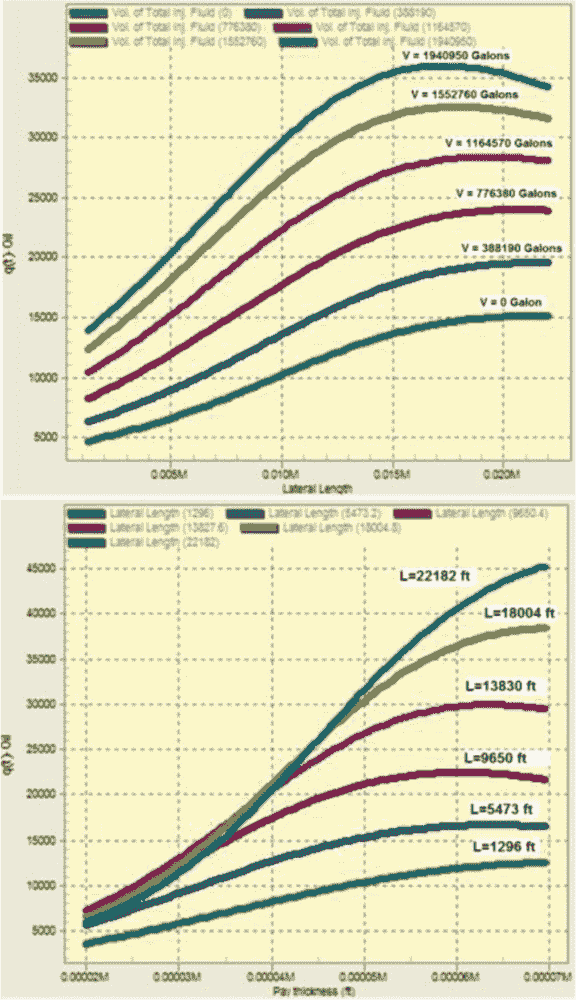 Vol. of Total Inj. Fluid (0) Vol. of Total Inj. Fluid (388190)
Vol. of Total Inj. Fluid (776380) Vol. of Total Inj. Fluid (1164570)
Vol. of Total Inj. Fluid (1552760) Vol. of Total Inj. Fluid (1940950)
V = 1940950 Galons
35000
V = 1552760 Galons
30000
V = 1164570 Galons
25000
V = 776380 Galons
20000
V = 388190 Galons
15000
V = 0 Galon
10000
5000
q(t) Oil
0.005M 0.010M 0.015M 0.020M
Lateral Length
Lateral Length (1296) Lateral Length (5473.2) Lateral Length (9650.4)
Lateral Length (13827.6) Lateral Length (18004.8)
Lateral Length (22182)
45000
L=22182 ft
40000
L=18004 ft
35000
L=13830 ft
30000
25000
L=9650 ft
20000
L=5473 ft
15000
L=1296 ft
10000
5000
q(t) Oil
0.00002M 0.00003M 0.00004M 0.00005M 0.00006M 0.00007M
Pay thickness (ft)